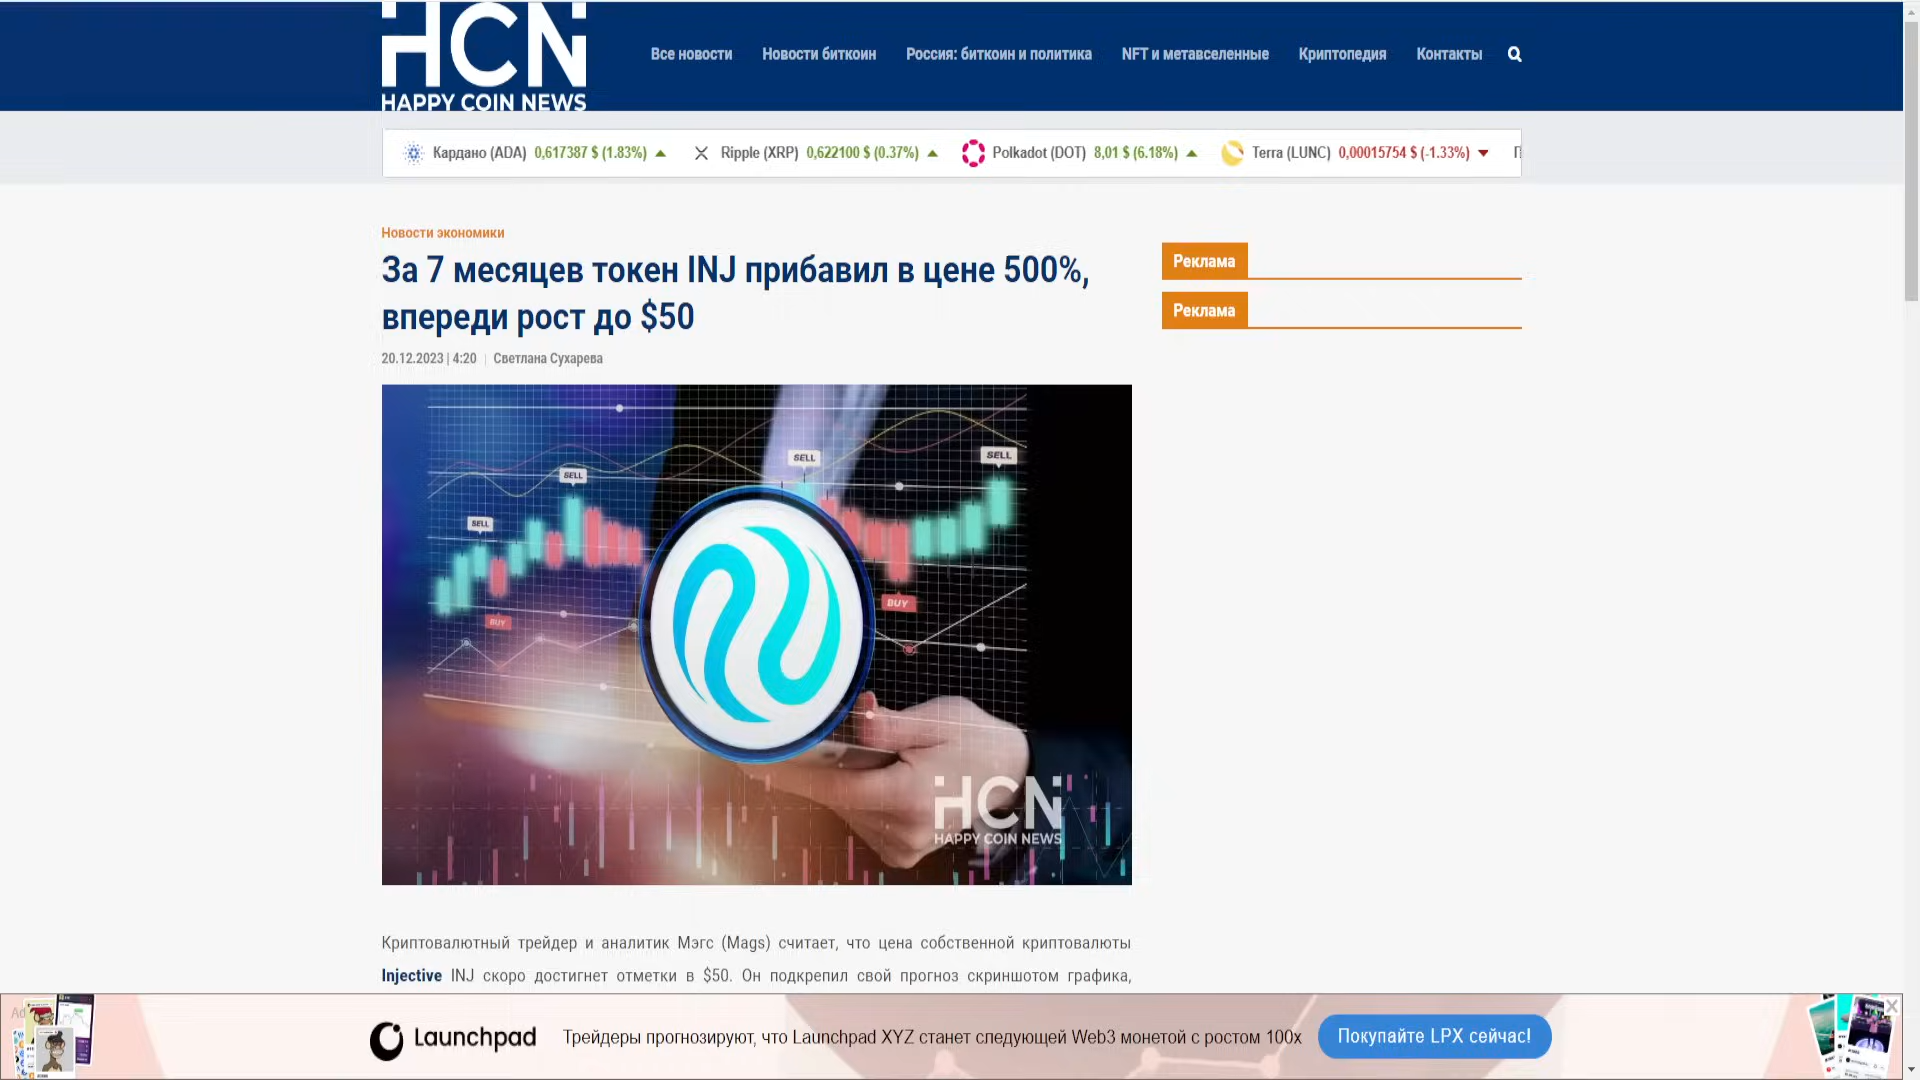 HCN
HAPPY COIN NEWS
Все новости
Новости биткоин
Россия: биткоин и политика
NFT и метавселенные
Криптопедия
Контакты
Кардано (ADA) 0,617387 $ (1.83%)
Ripple (XRP) 0,622100 $ (0.37%)
Polkadot (DOT) 8,01 $ (6.18%)
Terra (LUNC) 0,00015754 $ (-1.33%)
Новости экономики
За 7 месяцев токен INJ прибавил в цене 500%,
впереди рост до $50
20.12.2023 | 4:20 | Светлана Сухарева
Реклама
Реклама
SELL
SELL
SELL
SELL
BUY
BUY
HCN
HAPPY COIN NEWS
Криптовалютный трейдер и аналитик Мэгс (Mags) считает, что цена собственной криптовалюты
Injective INJ скоро достигнет отметки в $50. Он подкрепил свой прогноз скриншотом графика,
Launchpad
Трейдеры прогнозируют, что Launchpad XYZ станет следующей Web3 монетой с ростом 100x
Покупайте LPX сейчас!